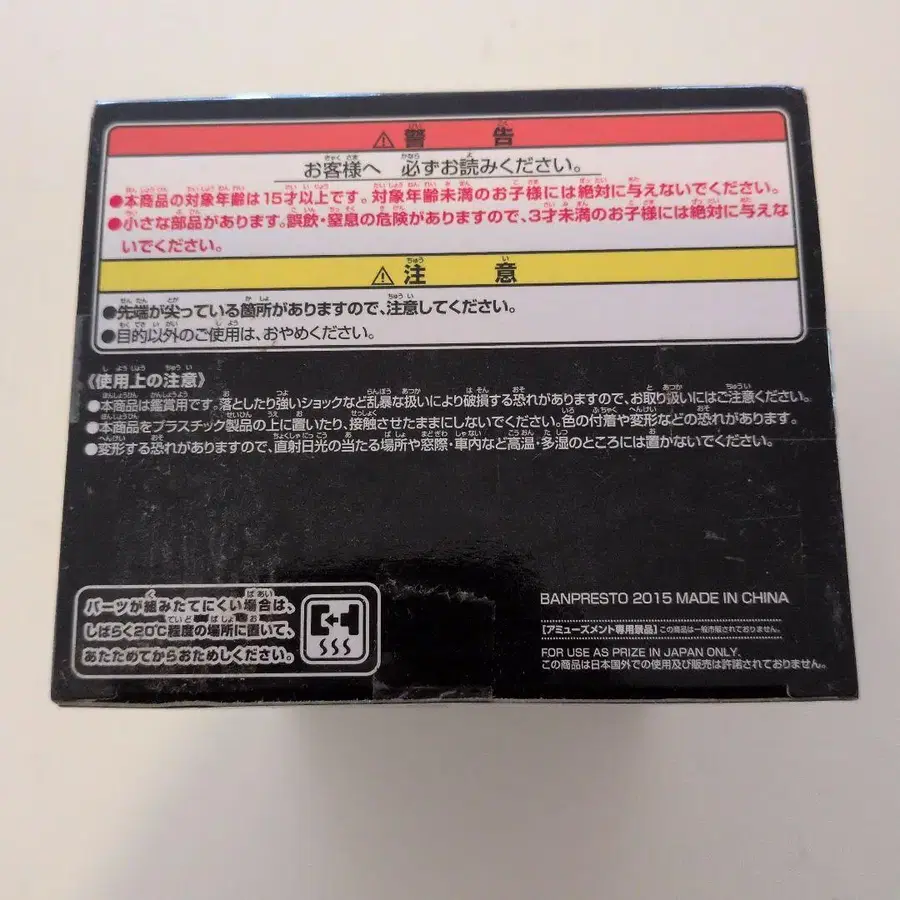 ⚠警告
お客様へ 必ずお読みください。
●本商品の対象年齢は15才以上です。対象年齢未満のお子様には絶対に与えないでください。
●小さな部品があります。誤飲・窒息の危険がありますので、3才未満のお子様には絶対に与えな
いでください。
⚠注意
●先端が尖っている箇所がありますので、注意してください。
●目的以外のご使用は、おやめください。
《使用上の注意》
●本商品は鑑賞用です。落としたり強いショックなど乱暴な扱いにより破損する恐れがありますので、お取り扱いにはご注意ください。
●本商品をプラスチック製品の上に置いたり、接触させたままにしないでください。色の付着や変形などの恐れがあります。
●変形する恐れがありますので、直射日光の当たる場所や窓際・車内など高温・多湿のところには置かないでください。
パーツが組みたてにくい場合は、
しばらく20℃程度の場所に置いて、
あたためてからおためしください。
BANPRESTO 2015 MADE IN CHINA
[アミューズメント専用景品]この商品は一般市販されておりません。
FOR USE AS PRIZE IN JAPAN ONLY.
この商品は日本国外での使用及び販売は許諾されておりません。